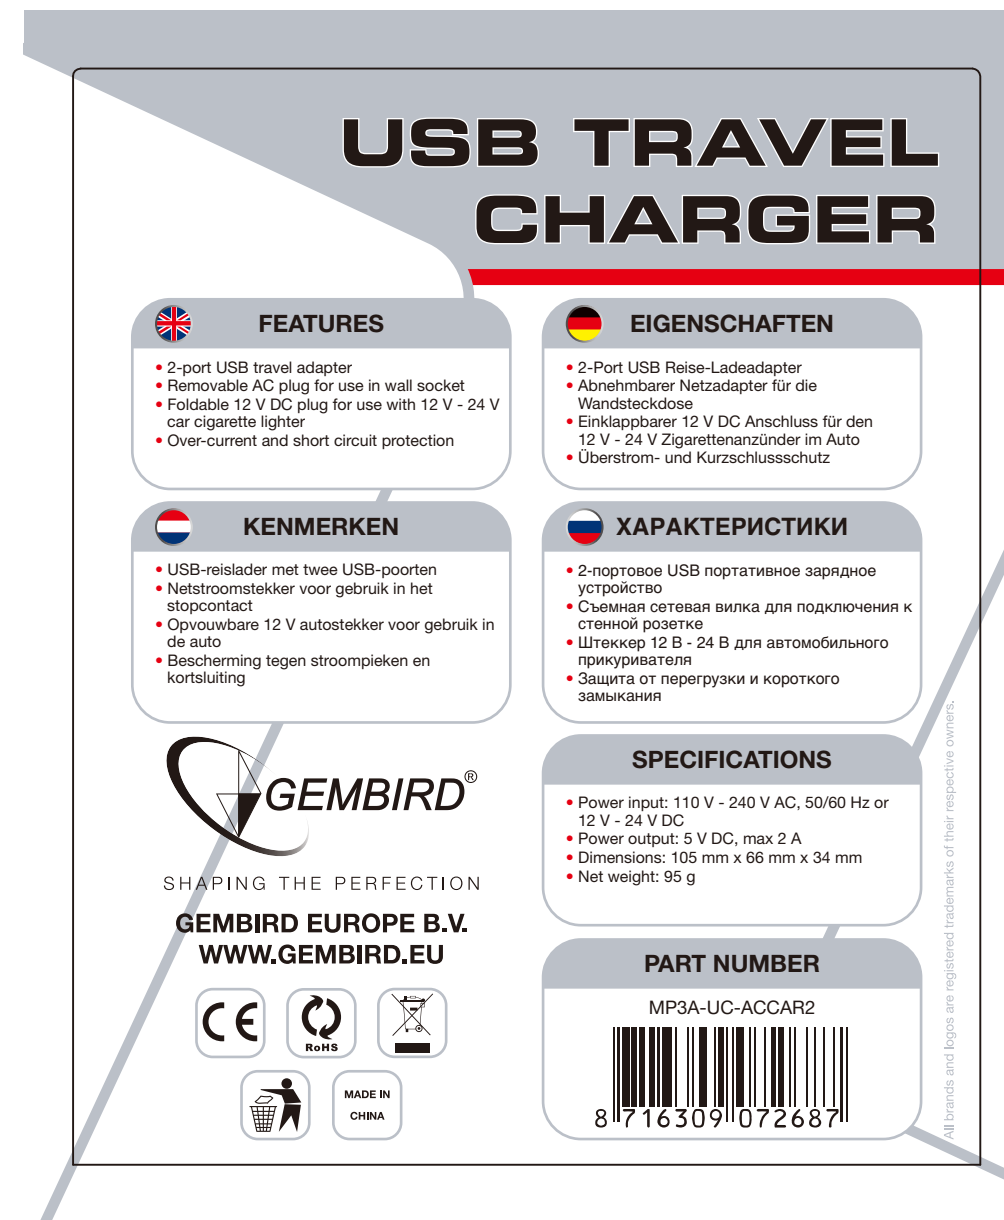 USB TRAVEL
CHARGER
FEATURES
• 2-port USB travel adapter
• Removable AC plug for use in wall socket
• Foldable 12 V DC plug for use with 12 V - 24 V
car cigarette lighter
• Over-current and short circuit protection
EIGENSCHAFTEN
• 2-Port USB Reise-Ladeadapter
• Abnehmbarer Netzadapter für die
Wandsteckdose
• Einklappbarer 12 V DC Anschluss für den
12 V - 24 V Zigarettenanzünder im Auto
• Überstrom- und Kurzschlussschutz
KENMERKEN
• USB-reislader met twee USB-poorten
• Netstroomstekker voor gebruik in het
stopcontact
• Opvouwbare 12 V autostekker voor gebruik in
de auto
• Bescherming tegen stroompieken en
kortsluiting
ХАРАКТЕРИСТИКИ
• 2-портовое USB портативное зарядное
устройство
• Съемная сетевая вилка для подключения к
стенной розетке
• Штеккер 12 В - 24 В для автомобильного
прикуривателя
• Защита от перегрузки и короткого
замыкания
GEMBIRD®
SHAPING THE PERFECTION
GEMBIRD EUROPE B.V.
WWW.GEMBIRD.EU
CE
RoHS
MADE IN
CHINA
SPECIFICATIONS
• Power input: 110 V - 240 V AC, 50/60 Hz or
12 V - 24 V DC
• Power output: 5 V DC, max 2 A
• Dimensions: 105 mm x 66 mm x 34 mm
• Net weight: 95 g
PART NUMBER
MP3A-UC-ACCAR2
8 716309 072687
All brands and logos are registered trademarks of their respective owners.